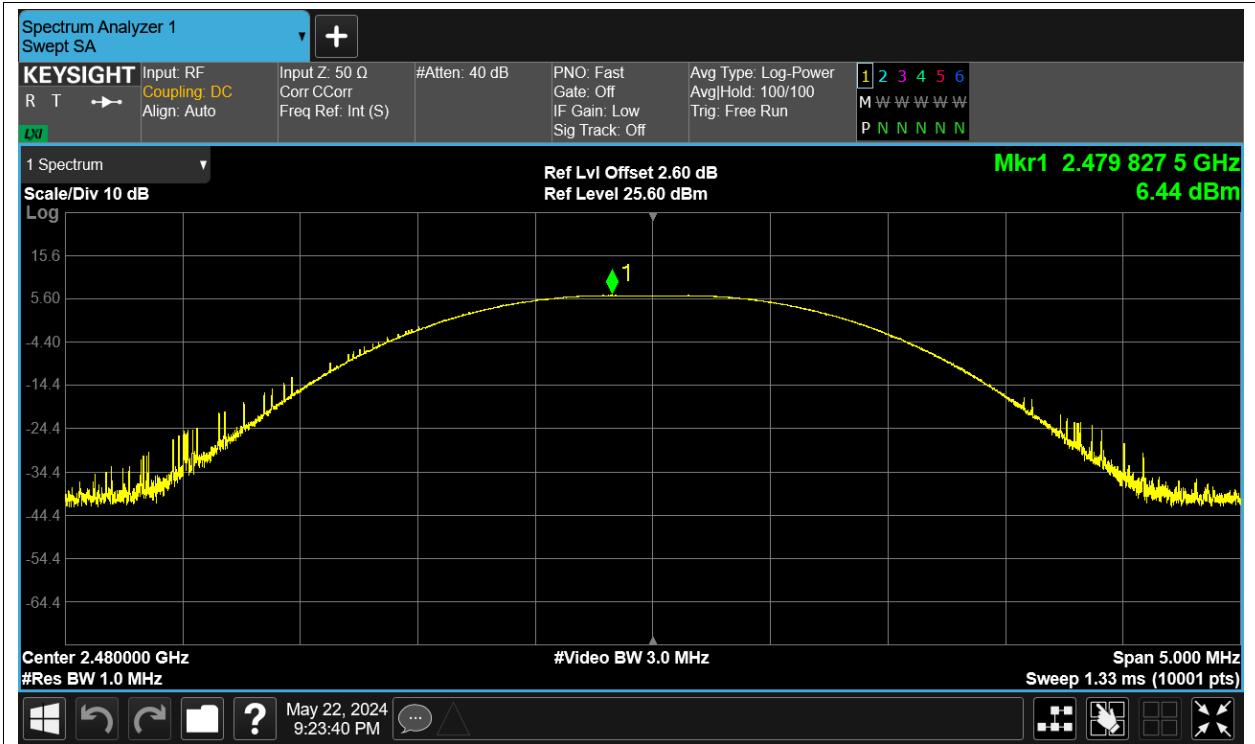 Spectrum Analyzer 1
Swept SA
KEYSIGHT
R T
LXI
Input: RF
Coupling: DC
Align: Auto
Input Z: 50 Ω
Corr CCorr
Freq Ref: Int (S)
#Atten: 40 dB
PNO: Fast
Gate: Off
IF Gain: Low
Sig Track: Off
Avg Type: Log-Power
Avg|Hold: 100/100
Trig: Free Run
1 2 3 4 5 6
M W W W W W W
P N N N N N
1 Spectrum
Scale/Div 10 dB
Log
Ref Lvl Offset 2.60 dB
Ref Level 25.60 dBm
Mkr1 2.479 827 5 GHz
6.44 dBm
1
15.6
5.60
-4.40
-14.4
-24.4
-34.4
-44.4
-54.4
-64.4
Center 2.480000 GHz
#Video BW 3.0 MHz
Span 5.000 MHz
#Res BW 1.0 MHz
Sweep 1.33 ms (10001 pts)
?
May 22, 2024
9:23:40 PM